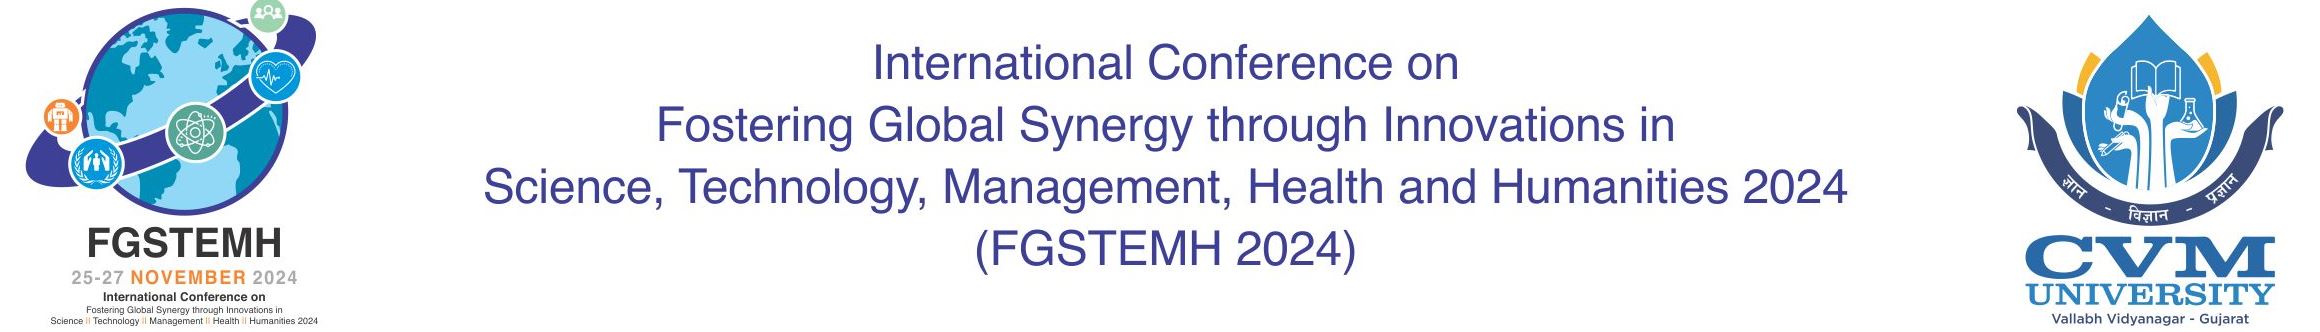 FGSTEMH
25-27 NOVEMBER 2024
International Conference on
Fostering Global Synergy through Innovations in
Science || Technology || Management || Health || Humanities 2024
International Conference on
Fostering Global Synergy through Innovations in
Science, Technology, Management, Health and Humanities 2024
(FGSTEMH 2024)
ज्ञान - विज्ञान - प्रज्ञान
CVM
UNIVERSITY
Vallabh Vidyanagar - Gujarat